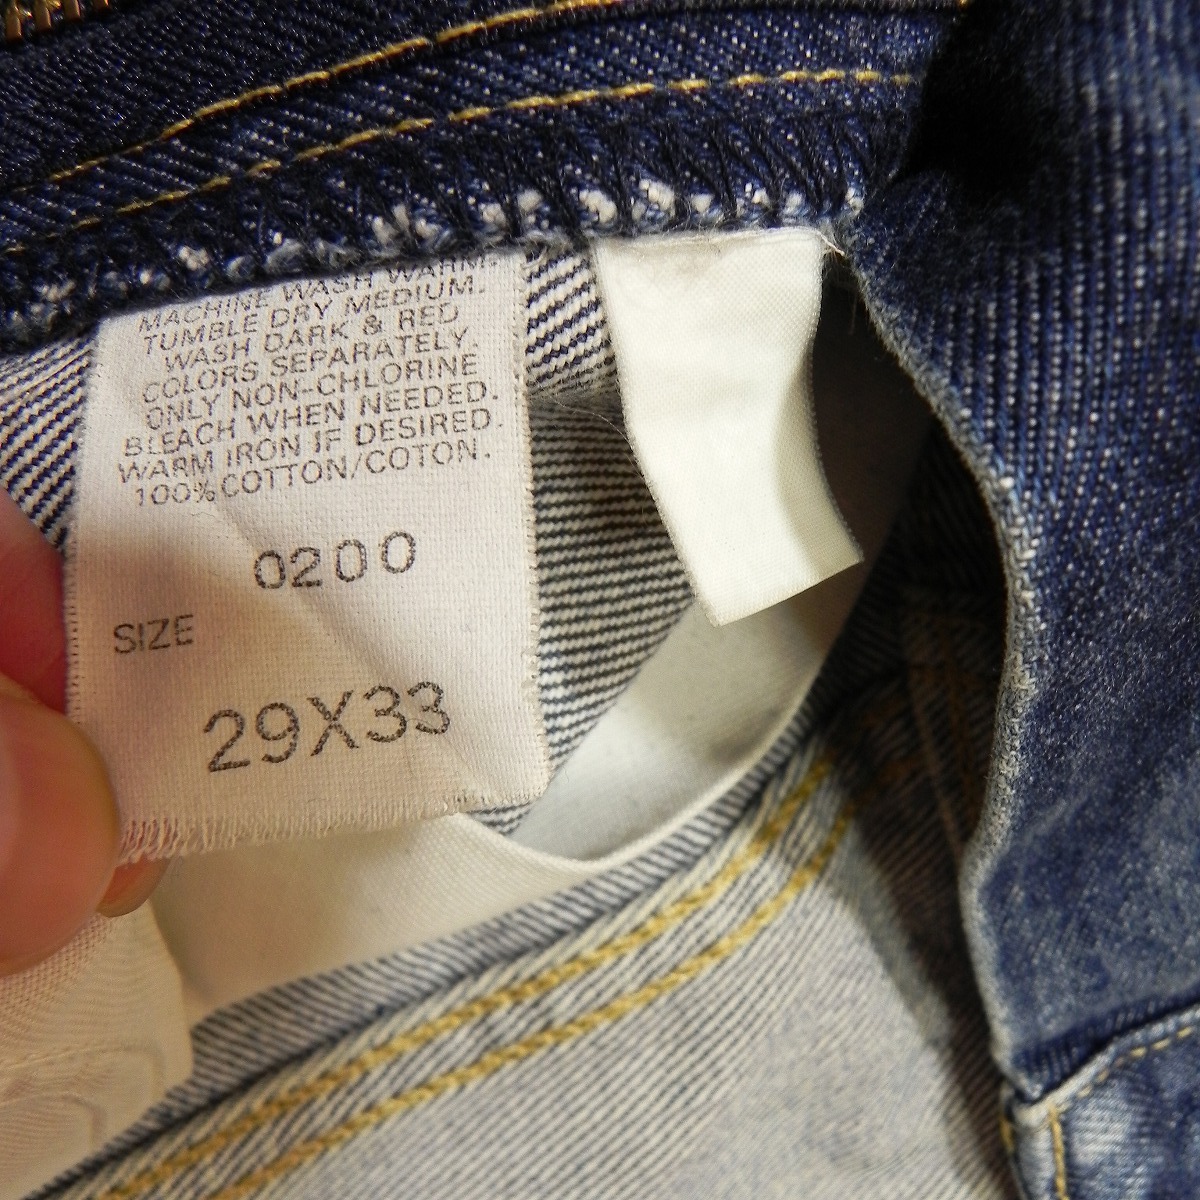 MACHINE WASH WARM.
TUMBLE DRY MEDIUM.
WASH DARK & RED
COLORS SEPARATELY
ONLY NON-CHLORINE
BLEACH WHEN NEEDED.
WARM IRON IF DESIRED.
100% COTTON/COTON.
0200
SIZE
29X33